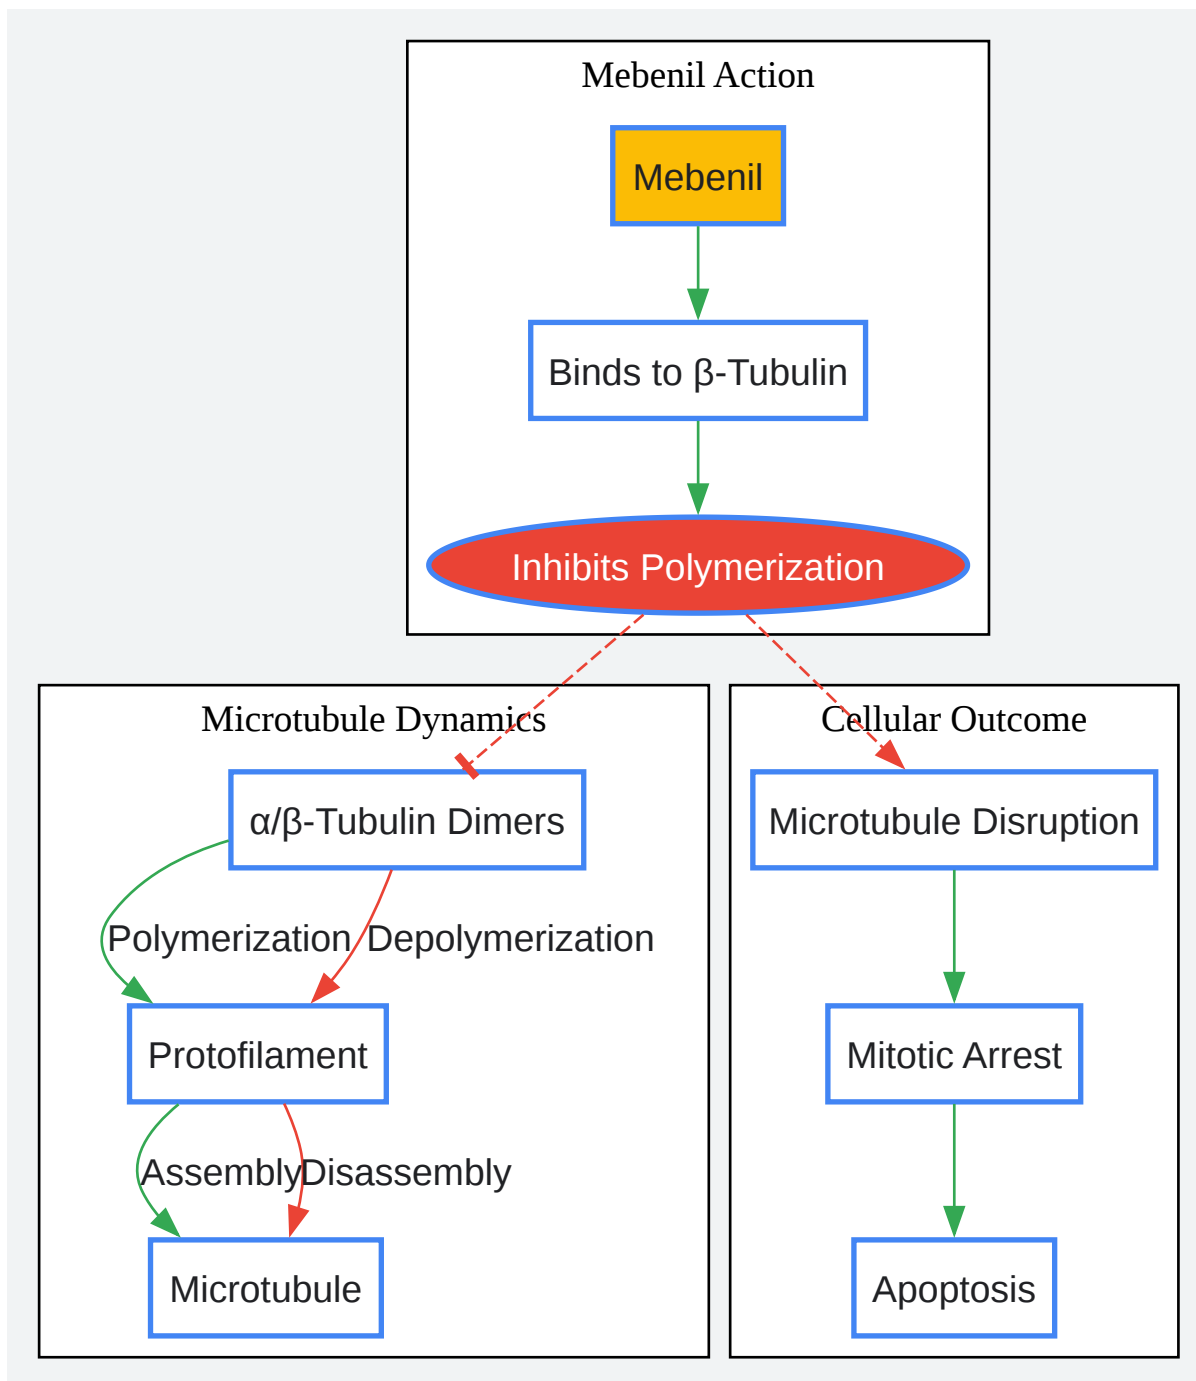 Mebenil Action
Mebenil
Binds to β-Tubulin
Inhibits Polymerization
Microtubule Dynamics
α/β-Tubulin Dimers
Polymerization
Depolymerization
Protofilament
Assembly
Disassembly
Microtubule
Cellular Outcome
Microtubule Disruption
Mitotic Arrest
Apoptosis